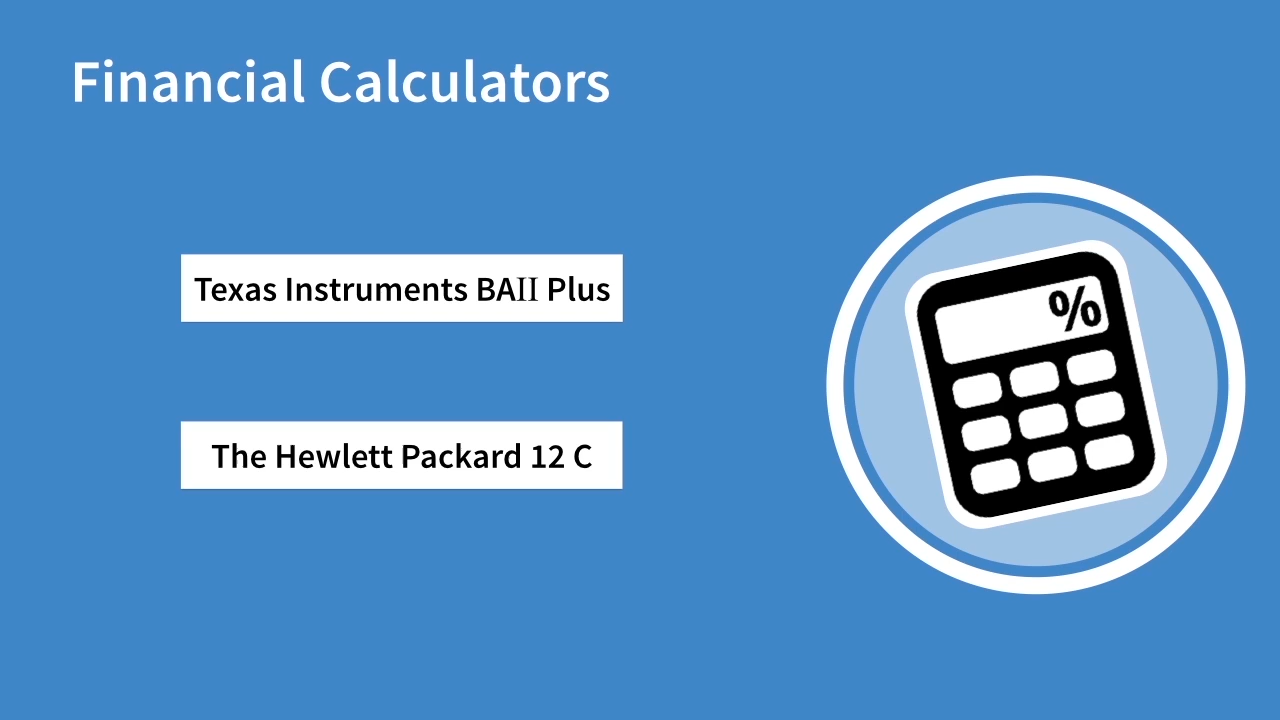 Financial Calculators
Texas Instruments BAII Plus
The Hewlett Packard 12 C
%